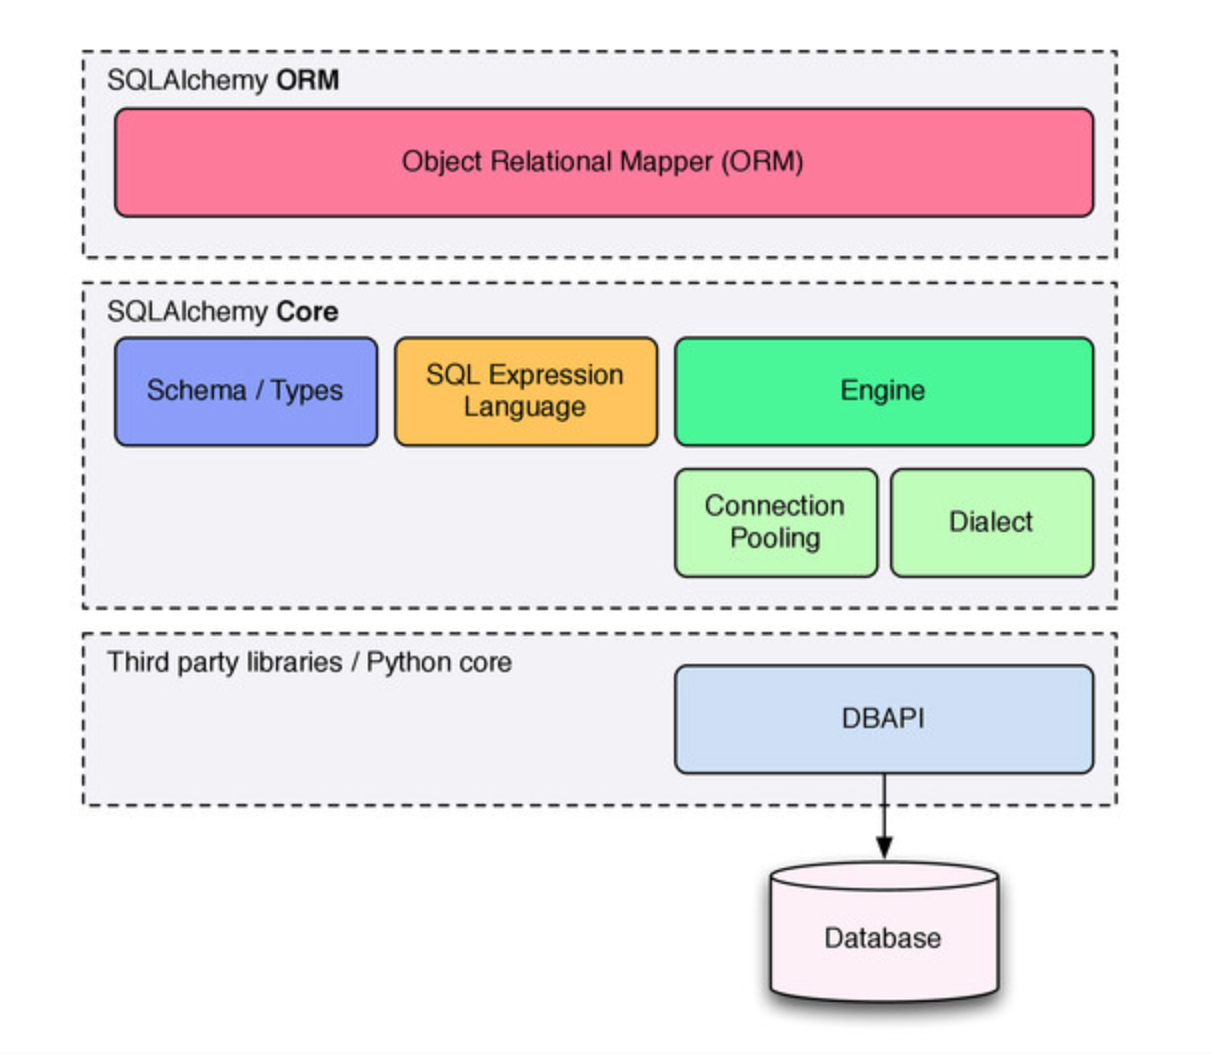 SQLAlchemy ORM
Object Relational Mapper (ORM)
SQLAlchemy Core
Schema / Types
SQL Expression
Language
Engine
Connection
Pooling
Dialect
Third party libraries / Python core
DBAPI
Database